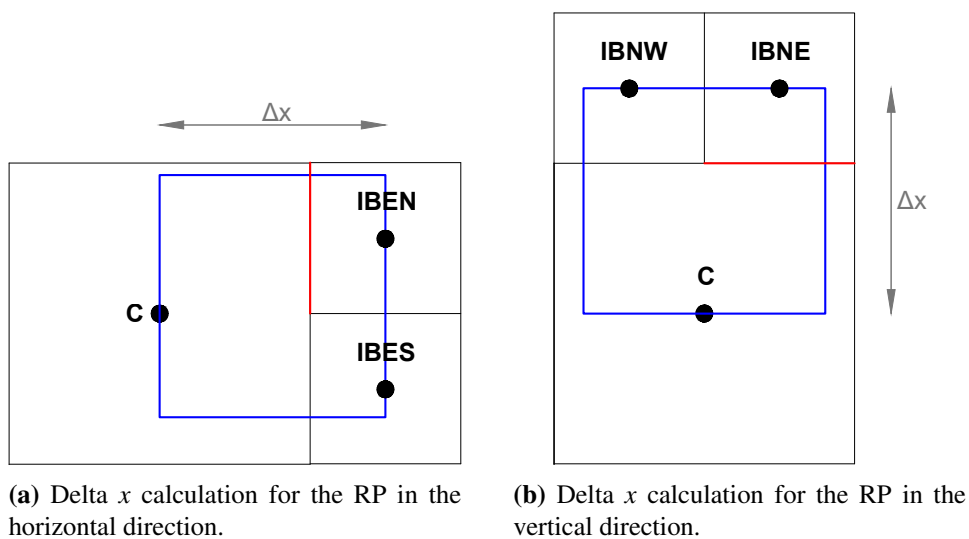 Δx
IBEN
C
IBES
(a) Delta x calculation for the RP in the
horizontal direction.
IBNW IBNE
Δx
C
(b) Delta x calculation for the RP in the
vertical direction.